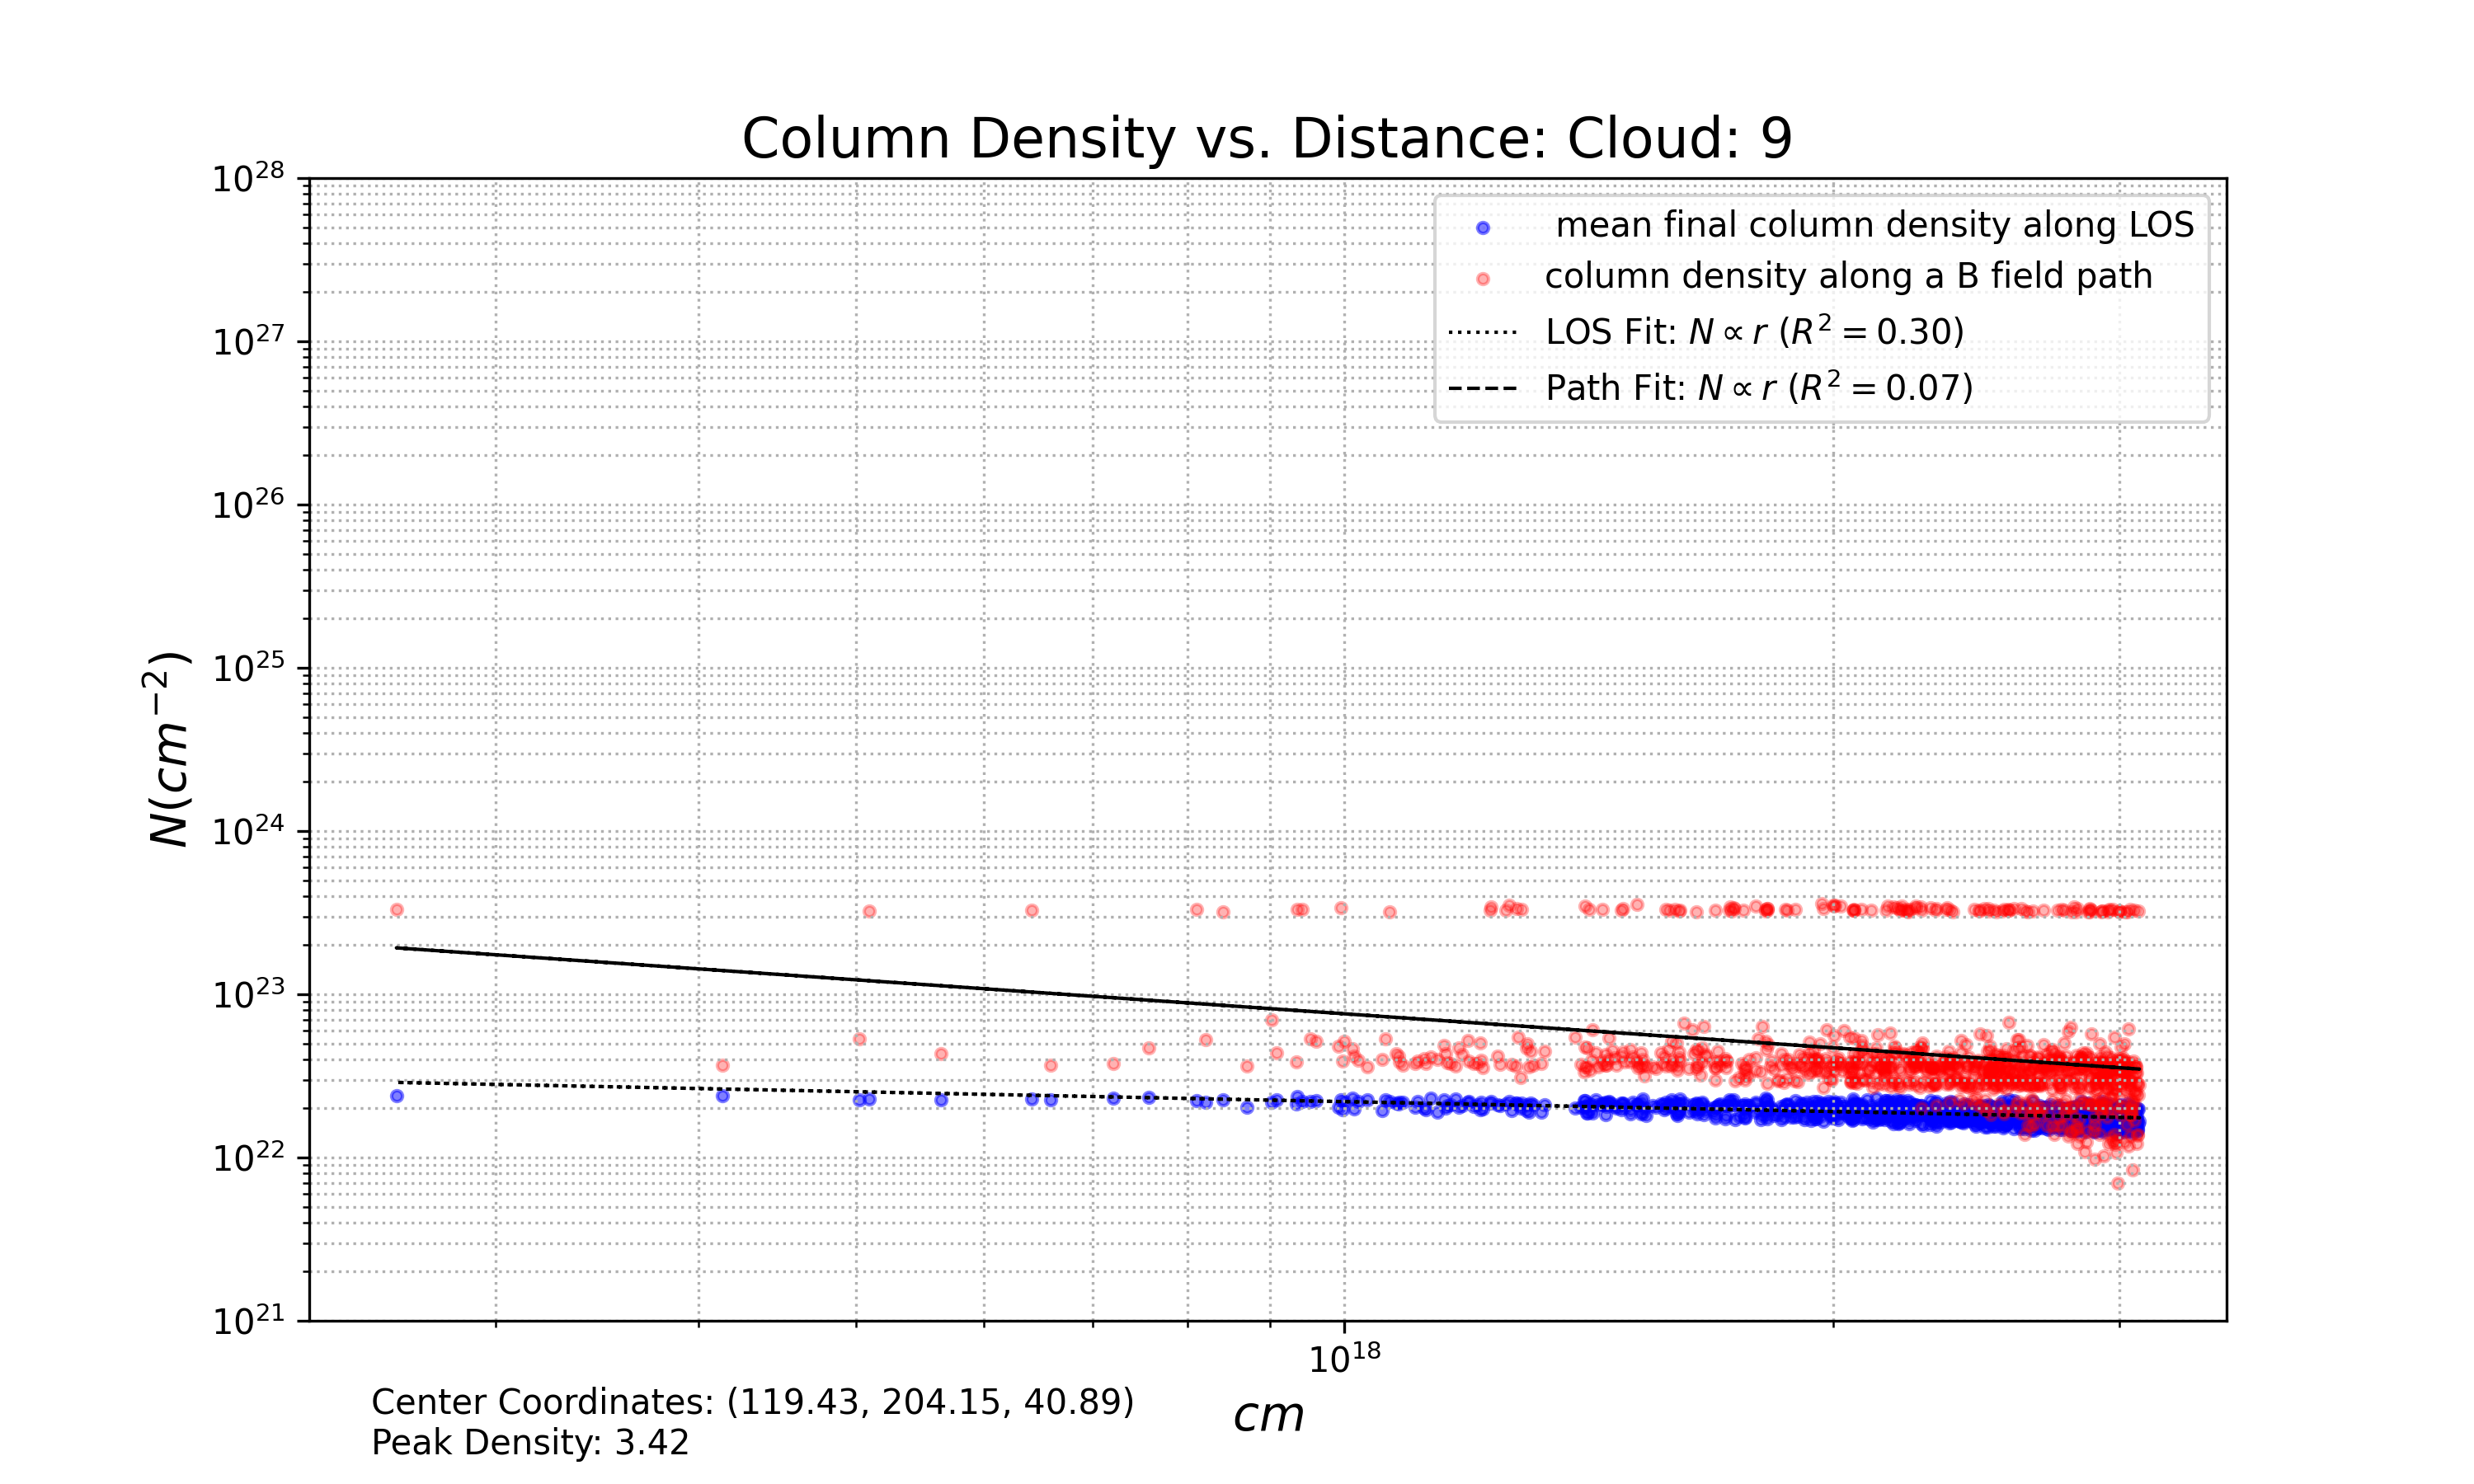 Column Density vs. Distance: Cloud: 9
10^28
10^27
10^26
10^25
10^24
10^23
10^22
10^21
N(cm^−2)
mean final column density along LOS
column density along a B field path
LOS Fit: N ∝ r (R^2 = 0.30)
Path Fit: N ∝ r (R^2 = 0.07)
10^18
cm
Center Coordinates: (119.43, 204.15, 40.89)
Peak Density: 3.42